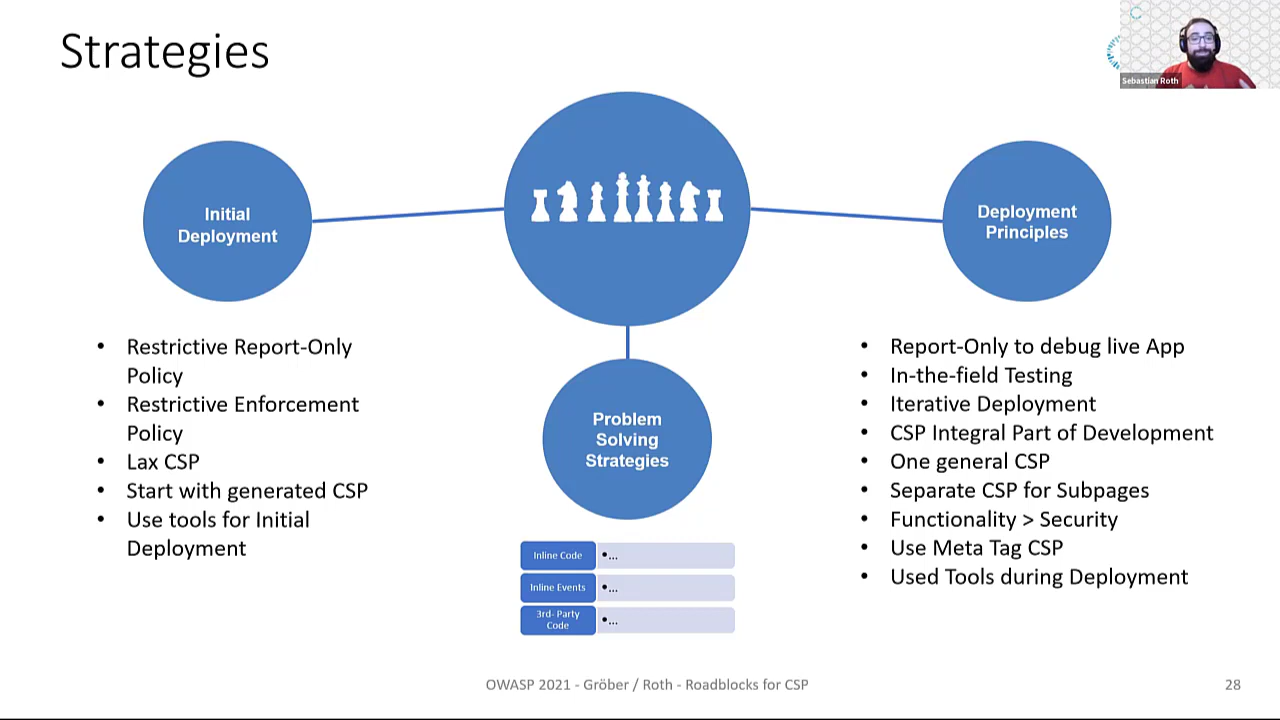 Strategies
Sebastian Roth
Initial
Deployment
Deployment
Principles
• Restrictive Report-Only
Policy
• Restrictive Enforcement
Policy
• Lax CSP
• Start with generated CSP
• Use tools for Initial
Deployment
Problem
Solving
Strategies
Inline Code •...
Inline Events •...
3rd- Party
Code •...
• Report-Only to debug live App
• In-the-field Testing
• Iterative Deployment
• CSP Integral Part of Development
• One general CSP
• Separate CSP for Subpages
• Functionality > Security
• Use Meta Tag CSP
• Used Tools during Deployment
OWASP 2021 - Gröber / Roth - Roadblocks for CSP
28